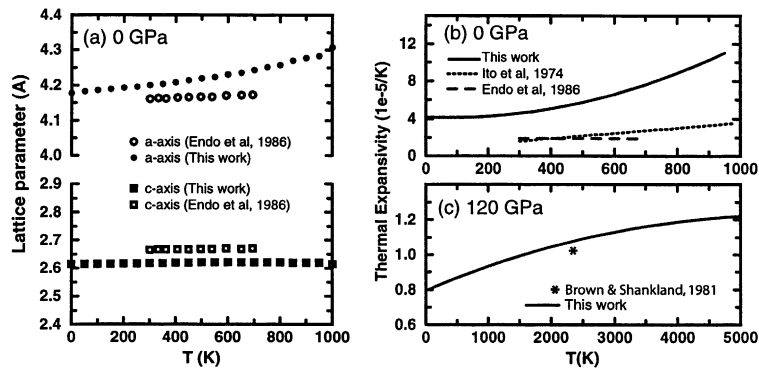 (a) 0 GPa
4.4
4.3
4.2
4.1
4.0
a-axis (Endo et al, 1986)
a-axis (This work)
c-axis (This work)
c-axis (Endo et al, 1986)
2.9
2.8
2.7
2.6
2.5
2.4
Lattice parameter (A)
0 200 400 600 800 1000
T (K)
(b) 0 GPa
This work
Ito et al, 1974
Endo et al, 1986
12
8
4
0
0 200 400 600 800 1000
Thermal Expansivity (1e-5/K)
(c) 120 GPa
1.2
1.0
0.8
0.6
Brown & Shankland, 1981
This work
0 1000 2000 3000 4000 5000
T(K)